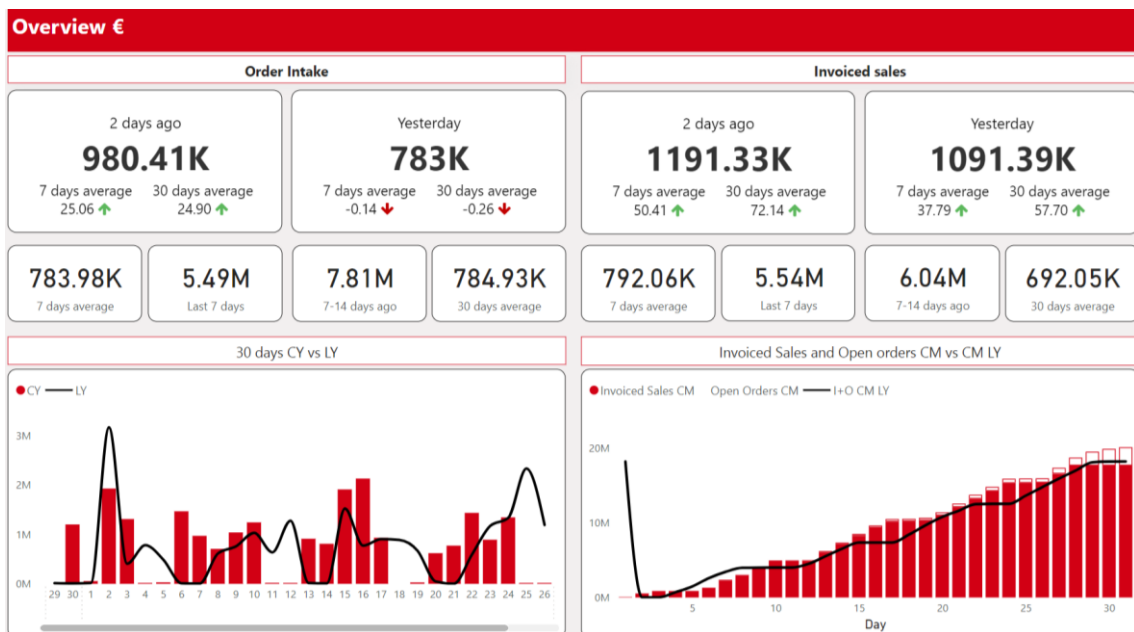 Overview €
Order Intake
Invoiced sales
2 days ago
980.41K
7 days average 30 days average
25.06 24.90
Yesterday
783K
7 days average 30 days average
-0.14 -0.26
2 days ago
1191.33K
7 days average 30 days average
50.41 72.14
Yesterday
1091.39K
7 days average 30 days average
37.79 57.70
783.98K
7 days average
5.49M
Last 7 days
7.81M
7-14 days ago
784.93K
30 days average
792.06K
7 days average
5.54M
Last 7 days
6.04M
7-14 days ago
692.05K
30 days average
30 days CY vs LY
CY LY
3M
2M
1M
0M
29 30 1 2 3 4 5 6 7 8 9 10 11 12 13 14 15 16 17 18 19 20 21 22 23 24 25 26
Invoiced Sales and Open orders CM vs CM LY
Invoiced Sales CM Open Orders CM I+O CM LY
20M
10M
0M
5 10 15 20 25 30
Day